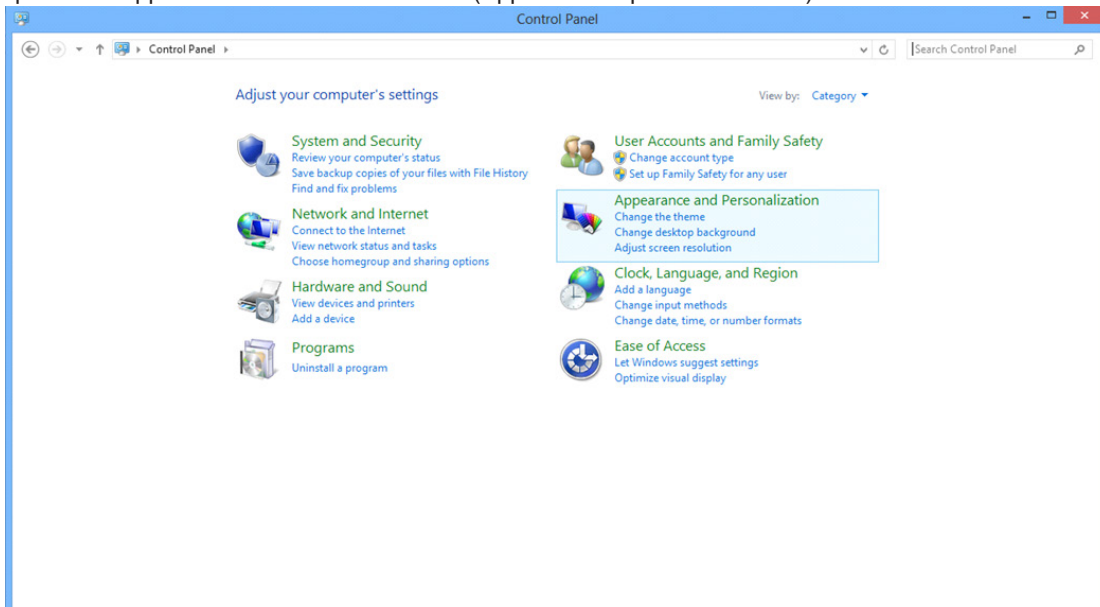 Control Panel
Control Panel
Search Control Panel
Adjust your computer's settings
View by: Category
System and Security
Review your computer's status
Save backup copies of your files with File History
Find and fix problems
Network and Internet
Connect to the Internet
View network status and tasks
Choose homegroup and sharing options
Hardware and Sound
View devices and printers
Add a device
Programs
Uninstall a program
User Accounts and Family Safety
Change account type
Set up Family Safety for any user
Appearance and Personalization
Change the theme
Change desktop background
Adjust screen resolution
Clock, Language, and Region
Add a language
Change input methods
Change date, time, or number formats
Ease of Access
Let Windows suggest settings
Optimize visual display